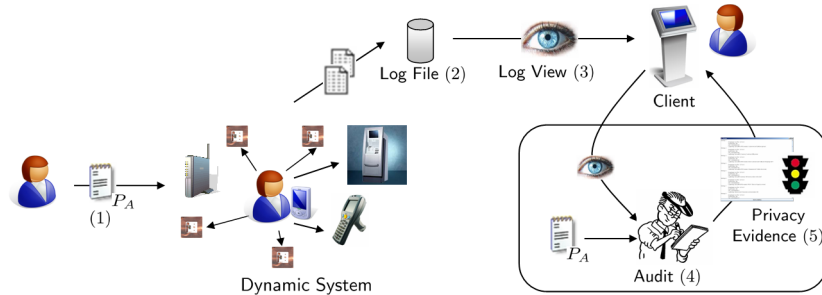 Log File (2)
Log View (3)
Client
(1)
P_A
Dynamic System
P_A
Audit (4)
Privacy
Evidence (5)